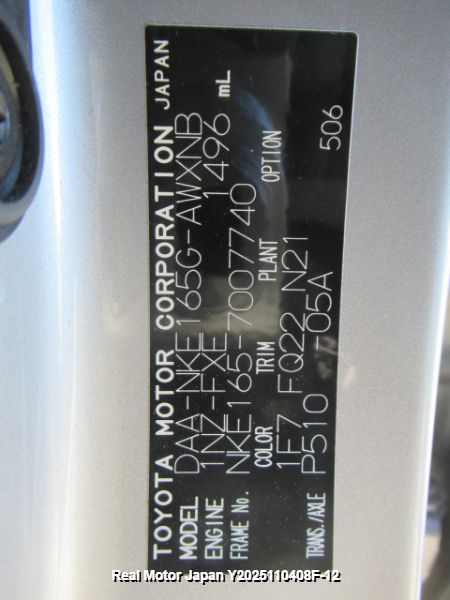 TOYOTA MOTOR CORPORATION JAPAN
MODEL DAA-NKE165G-AWXNB
ENGINE 1NZ-FXE 1496 mL
FRAME No. NKE165-7007740
COLOR TRIM PLANT OPTION
1F7 FQ22 N21
TRANS./AXLE P510 -05A 506
Real Motor Japan Y2025110408F-12